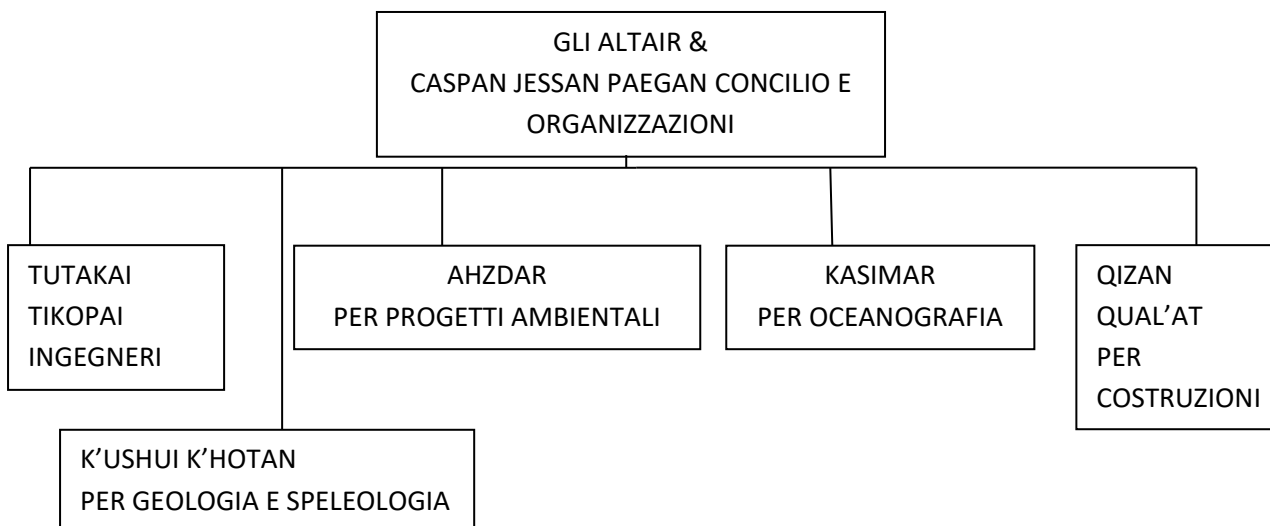 GLI ALTAIR &
CASPAN JESSAN PAEGAN CONCILIO E
ORGANIZZAZIONI
TUTAKAI
TIKOPAI
INGEGNERI
AHZDAR
PER PROGETTI AMBIENTALI
KASIMAR
PER OCEANOGRAFIA
QIZAN
QUAL’AT
PER
COSTRUZIONI
K’USHUI K’HOTAN
PER GEOLOGIA E SPELEOLOGIA